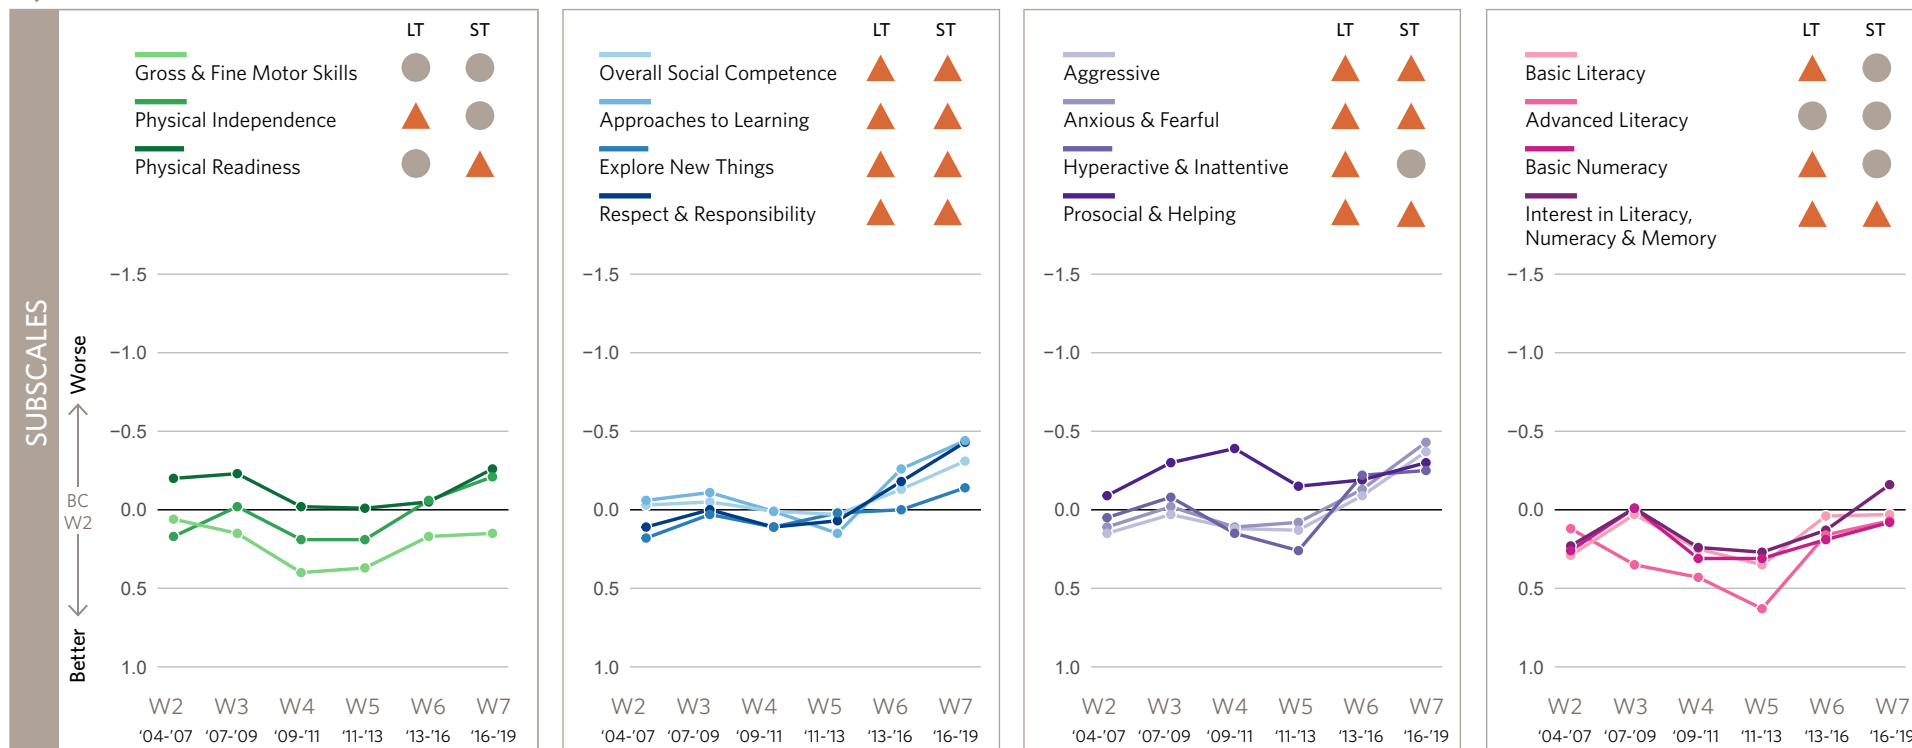 SUBSCALES
Worse
BC
W2
Better
LT ST
Gross & Fine Motor Skills
Physical Independence
Physical Readiness
−1.5
−1.0
−0.5
0.0
0.5
1.0
W2 W3 W4 W5 W6 W7
‘04-’07 ‘07-’09 ‘09-’11 ‘11-’13 ‘13-’16 ‘16-’19
LT ST
Overall Social Competence
Approaches to Learning
Explore New Things
Respect & Responsibility
−1.5
−1.0
−0.5
0.0
0.5
1.0
W2 W3 W4 W5 W6 W7
‘04-’07 ‘07-’09 ‘09-’11 ‘11-’13 ‘13-’16 ‘16-’19
LT ST
Aggressive
Anxious & Fearful
Hyperactive & Inattentive
Prosocial & Helping
−1.5
−1.0
−0.5
0.0
0.5
1.0
W2 W3 W4 W5 W6 W7
‘04-’07 ‘07-’09 ‘09-’11 ‘11-’13 ‘13-’16 ‘16-’19
LT ST
Basic Literacy
Advanced Literacy
Basic Numeracy
Interest in Literacy,
Numeracy & Memory
−1.5
−1.0
−0.5
0.0
0.5
1.0
W2 W3 W4 W5 W6 W7
‘04-’07 ‘07-’09 ‘09-’11 ‘11-’13 ‘13-’16 ‘16-’19